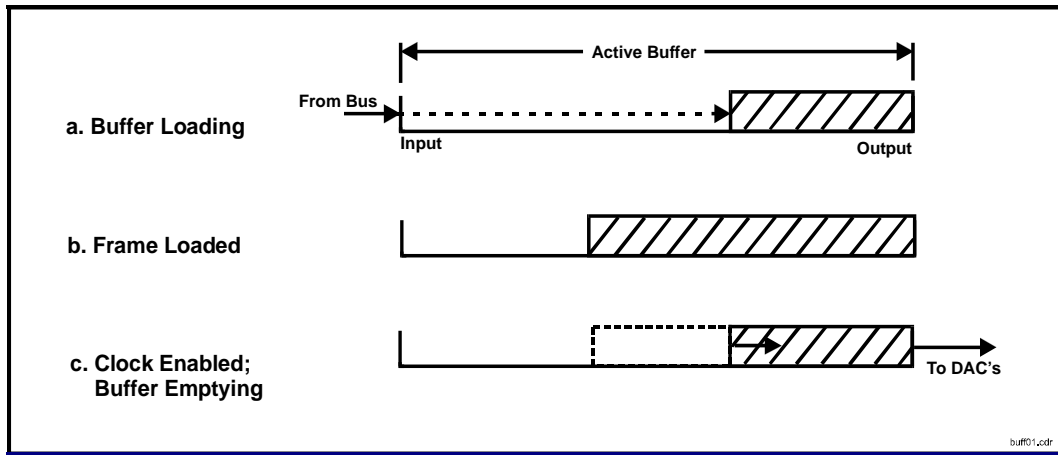 Active Buffer
From Bus
a. Buffer Loading
Input
Output
b. Frame Loaded
c. Clock Enabled;
Buffer Emptying
To DAC's
buff01.cdr